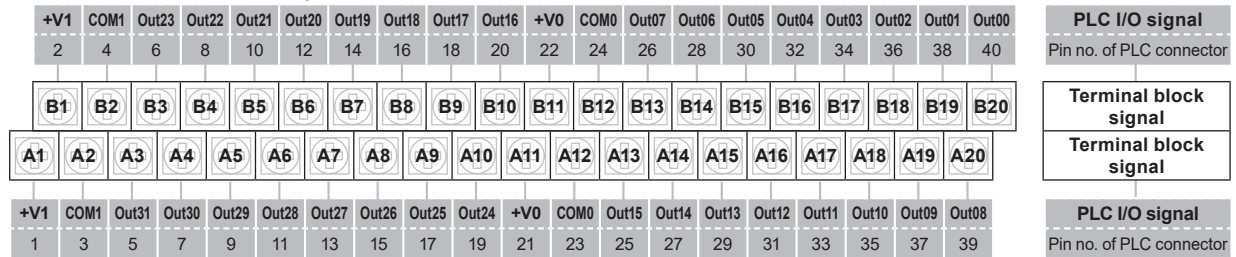 +V1 COM1 Out23 Out22 Out21 Out20 Out19 Out18 Out17 Out16 +V0 COM0 Out07 Out06 Out05 Out04 Out03 Out02 Out01 Out00 PLC I/O signal
2 4 6 8 10 12 14 16 18 20 22 24 26 28 30 32 34 36 38 40 Pin no. of PLC connector
B1 B2 B3 B4 B5 B6 B7 B8 B9 B10 B11 B12 B13 B14 B15 B16 B17 B18 B19 B20 Terminal block
signal
A1 A2 A3 A4 A5 A6 A7 A8 A9 A10 A11 A12 A13 A14 A15 A16 A17 A18 A19 A20 Terminal block
signal
+V1 COM1 Out31 Out30 Out29 Out28 Out27 Out26 Out25 Out24 +V0 COM0 Out15 Out14 Out13 Out12 Out11 Out10 Out09 Out08 PLC I/O signal
1 3 5 7 9 11 13 15 17 19 21 23 25 27 29 31 33 35 37 39 Pin no. of PLC connector